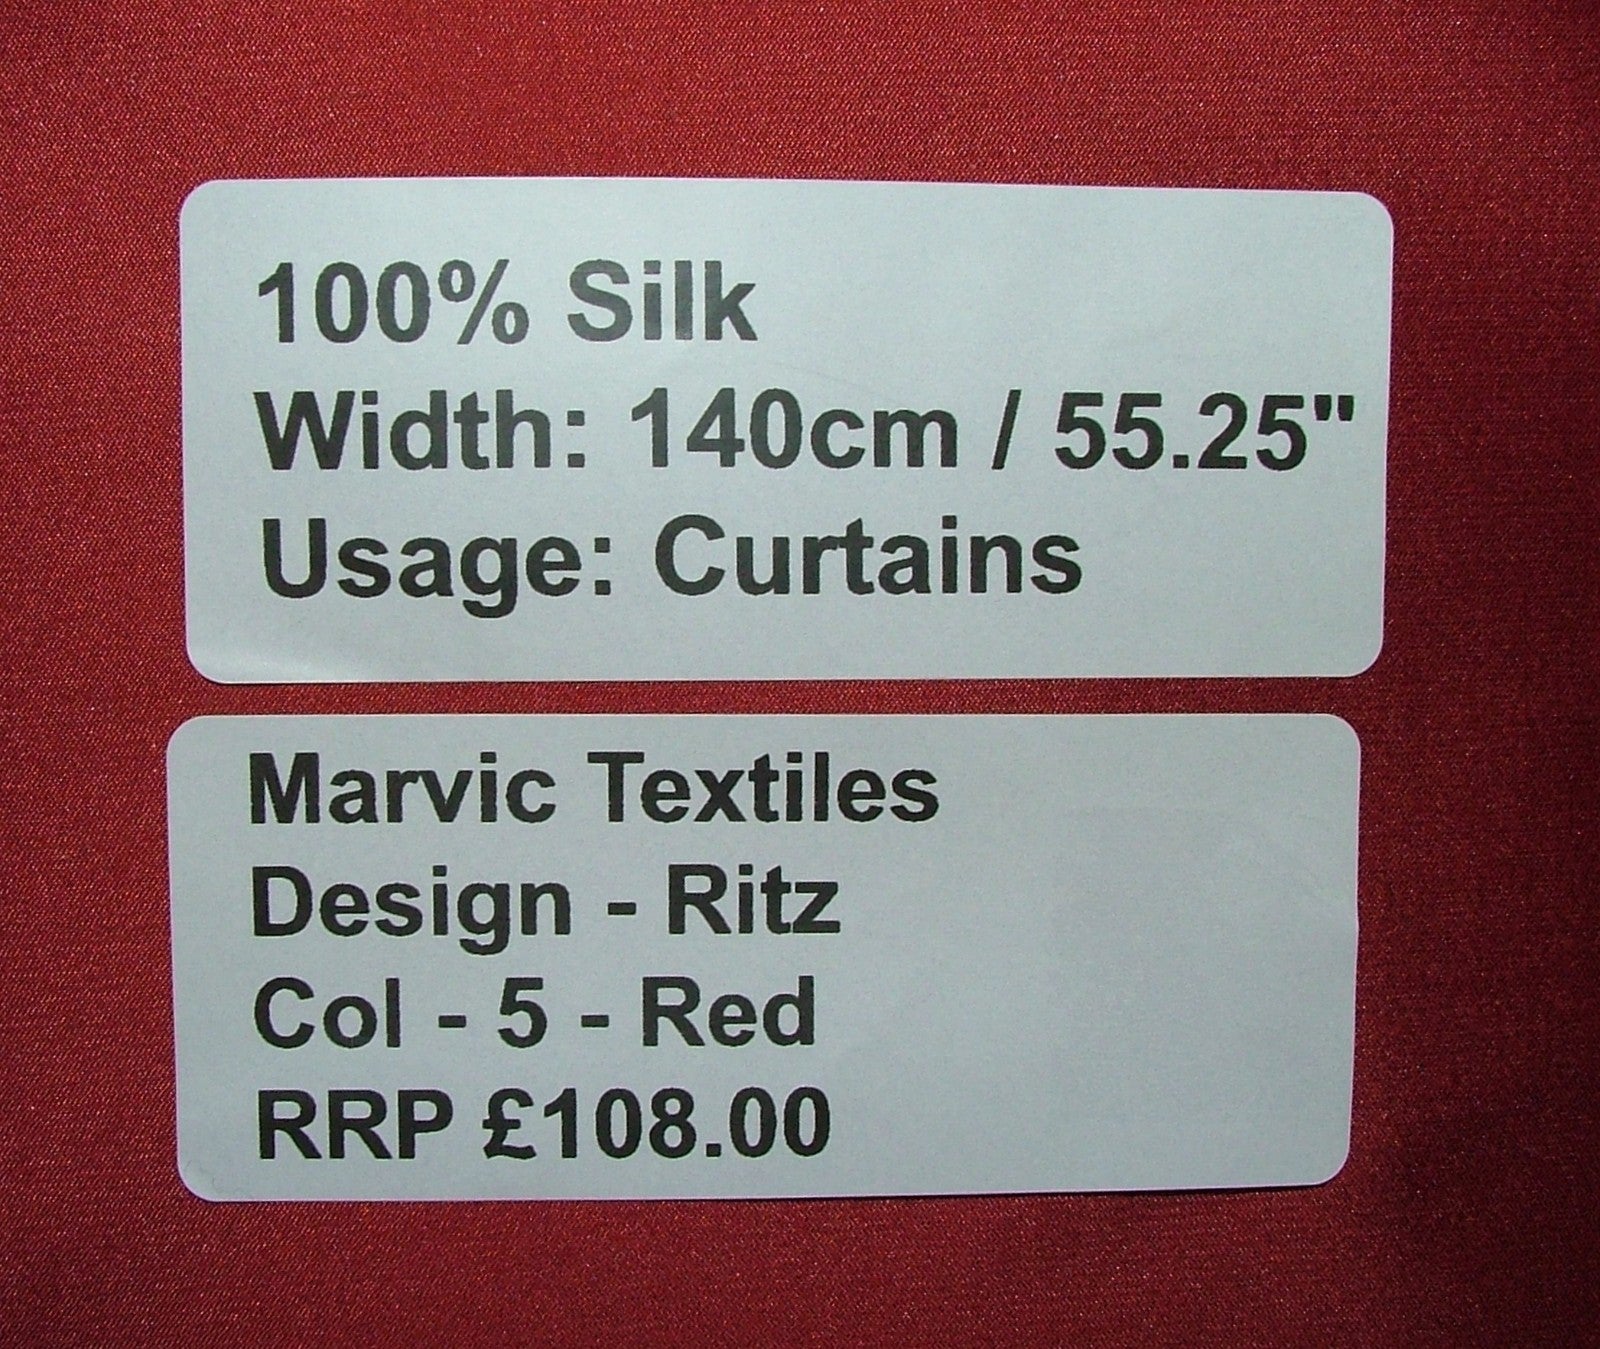 100% Silk
Width: 140cm / 55.25"
Usage: Curtains
Marvic Textiles
Design - Ritz
Col - 5 - Red
RRP £108.00